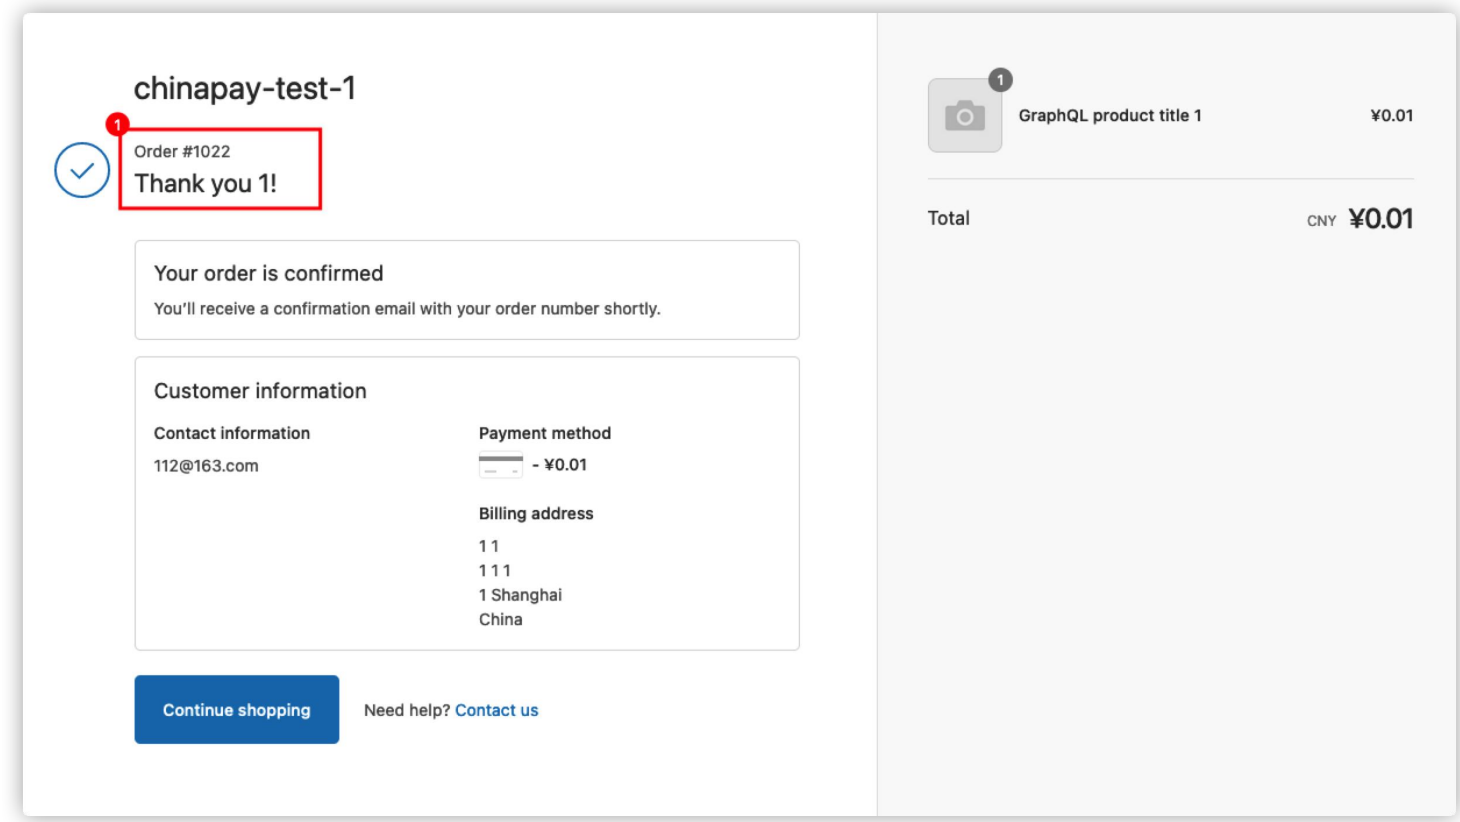 chinapay-test-1
1
Order #1022
Thank you 1!
Your order is confirmed
You’ll receive a confirmation email with your order number shortly.
Customer information
Contact information
112@163.com
Payment method
- ¥0.01
Billing address
1 1
1 1 1
1 Shanghai
China
Continue shopping
Need help? Contact us
1
GraphQL product title 1 ¥0.01
Total CNY ¥0.01